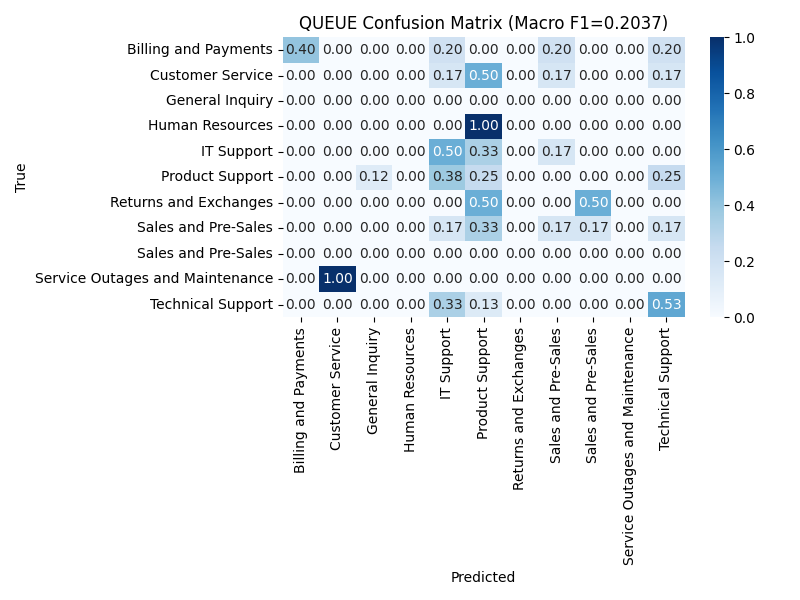 QUEUE Confusion Matrix (Macro F1=0.2037)
Billing and Payments 0.40 0.00 0.00 0.00 0.20 0.00 0.00 0.20 0.00 0.00 0.20
Customer Service 0.00 0.00 0.00 0.00 0.17 0.50 0.00 0.17 0.00 0.00 0.17
General Inquiry 0.00 0.00 0.00 0.00 0.00 0.00 0.00 0.00 0.00 0.00 0.00
Human Resources 0.00 0.00 0.00 0.00 0.00 1.00 0.00 0.00 0.00 0.00 0.00
IT Support 0.00 0.00 0.00 0.00 0.50 0.33 0.00 0.17 0.00 0.00 0.00
Product Support 0.00 0.00 0.12 0.00 0.38 0.25 0.00 0.00 0.00 0.00 0.25
Returns and Exchanges 0.00 0.00 0.00 0.00 0.00 0.50 0.00 0.00 0.50 0.00 0.00
Sales and Pre-Sales 0.00 0.00 0.00 0.00 0.17 0.33 0.00 0.17 0.17 0.00 0.17
Sales and Pre-Sales 0.00 0.00 0.00 0.00 0.00 0.00 0.00 0.00 0.00 0.00 0.00
Service Outages and Maintenance 0.00 1.00 0.00 0.00 0.00 0.00 0.00 0.00 0.00 0.00 0.00
Technical Support 0.00 0.00 0.00 0.00 0.33 0.13 0.00 0.00 0.00 0.00 0.53
True
Billing and Payments
Customer Service
General Inquiry
Human Resources
IT Support
Product Support
Returns and Exchanges
Sales and Pre-Sales
Sales and Pre-Sales
Service Outages and Maintenance
Technical Support
Predicted
1.0
0.8
0.6
0.4
0.2
0.0